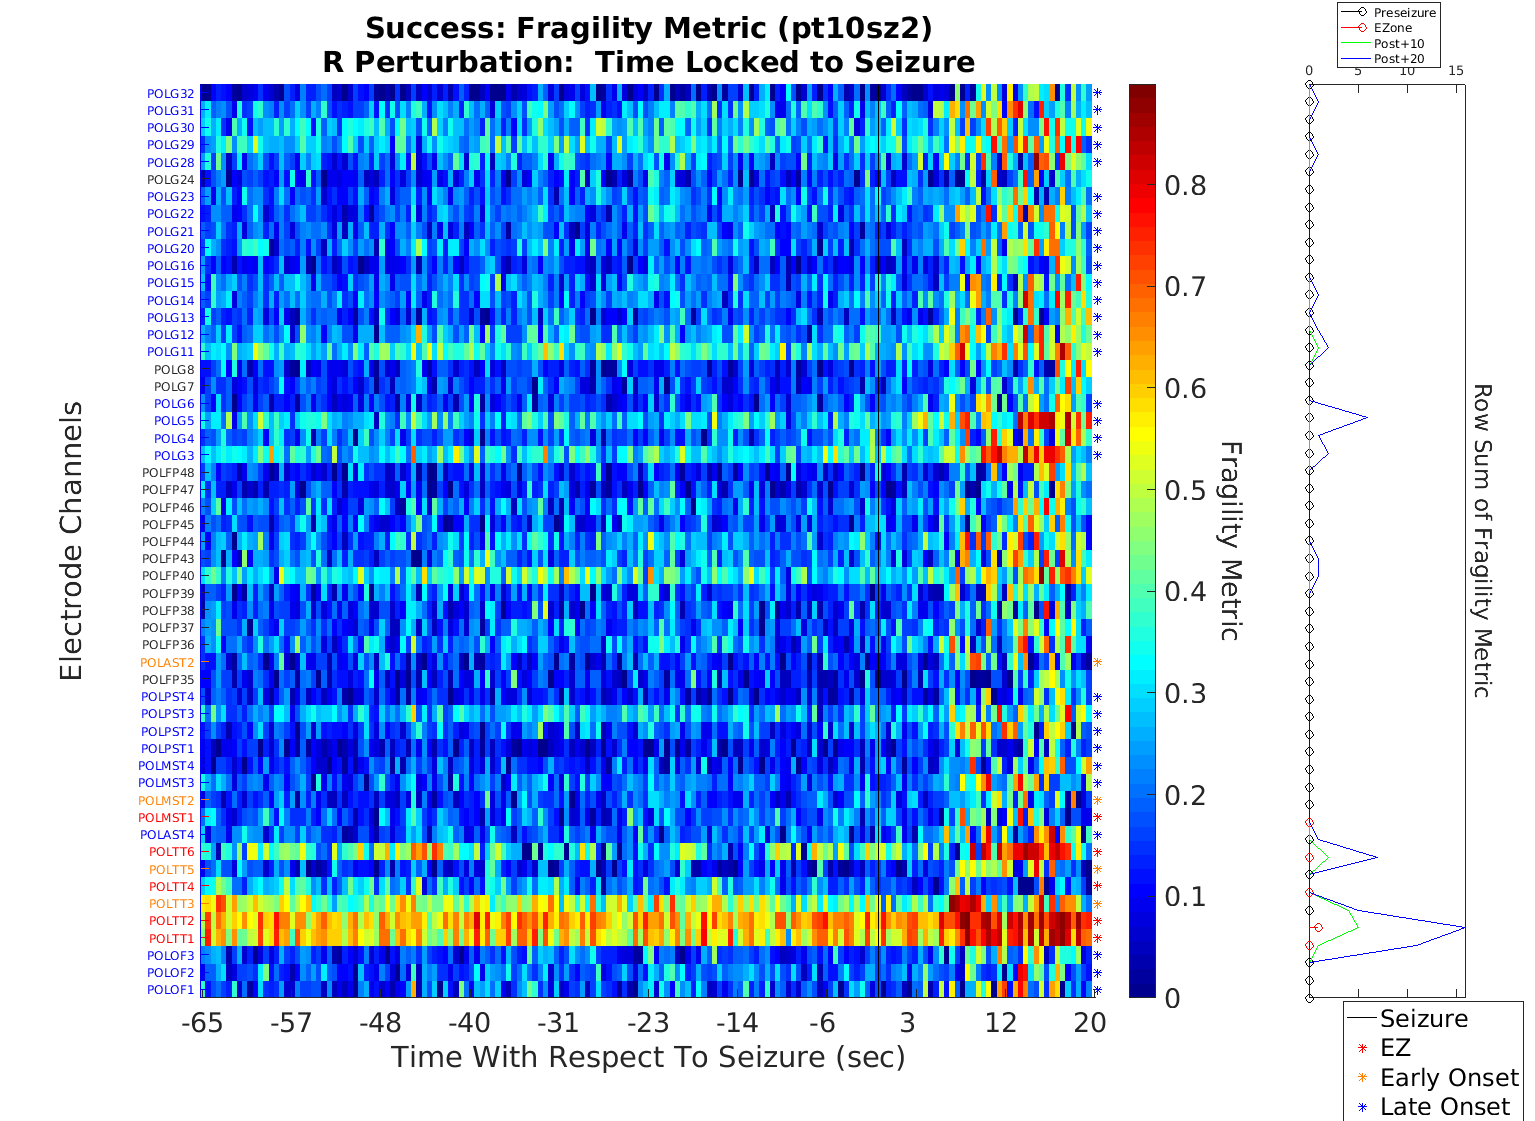 Success: Fragility Metric (pt10sz2)
R Perturbation:  Time Locked to Seizure
Electrode Channels
POLG32
POLG31
POLG30
POLG29
POLG28
POLG24
POLG23
POLG22
POLG21
POLG20
POLG16
POLG15
POLG14
POLG13
POLG12
POLG11
POLG8
POLG7
POLG6
POLG5
POLG4
POLG3
POLFP48
POLFP47
POLFP46
POLFP45
POLFP44
POLFP43
POLFP40
POLFP39
POLFP38
POLFP37
POLFP36
POLAST2
POLFP35
POLPST4
POLPST3
POLPST2
POLPST1
POLMST4
POLMST3
POLMST2
POLMST1
POLAST4
POLTT6
POLTT5
POLTT4
POLTT3
POLTT2
POLTT1
POLOF3
POLOF2
POLOF1
-65 -57 -48 -40 -31 -23 -14 -6 3 12 20
Time With Respect To Seizure (sec)
0.8
0.7
0.6
0.5
0.4
0.3
0.2
0.1
0
Fragility Metric
Preseizure
EZone
Post+10
Post+20
0 5 10 15
Row Sum of Fragility Metric
Seizure
EZ
Early Onset
Late Onset